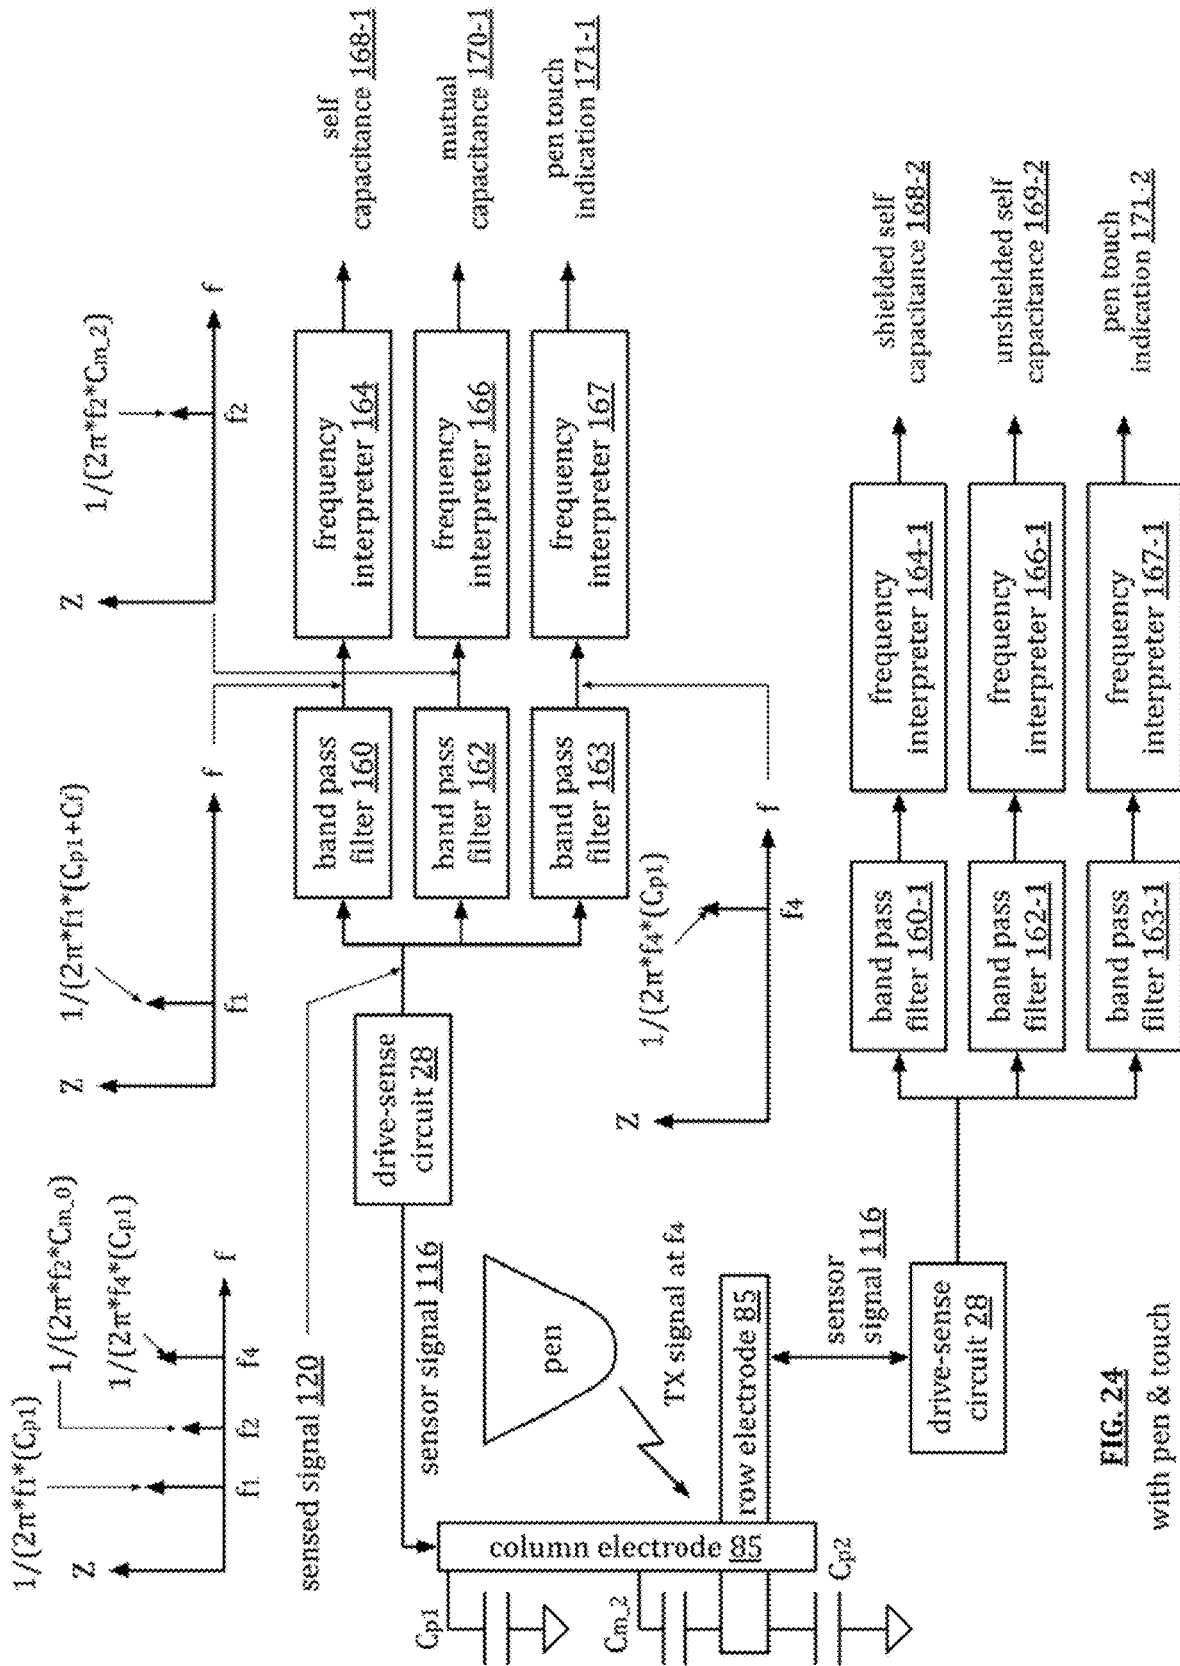 1/(2π*f1*(Cp1)
1/(2π*f2*Cm_0)
1/(2π*f4*(Cp1)
Z
f1
f2
f4
f
1/(2π*f1*(Cp1+Cf)
Z
f1
f
1/(2π*f2*Cm_2)
Z
f2
f
sensed signal 120
sensor signal 116
drive-sense
circuit 28
band pass
filter 160
frequency
interpreter 164
self
capacitance 168-1
band pass
filter 162
frequency
interpreter 166
mutual
capacitance 170-1
band pass
filter 163
frequency
interpreter 167
pen touch
indication 171-1
Cp1
Cm_2
Cp2
column electrode 85
row electrode 85
pen
TX signal at f4
1/(2π*f4*(Cp1)
Z
f4
f
sensor
signal 116
drive-sense
circuit 28
band pass
filter 160-1
frequency
interpreter 164-1
shielded self
capacitance 168-2
band pass
filter 162-1
frequency
interpreter 166-1
unshielded self
capacitance 169-2
band pass
filter 163-1
frequency
interpreter 167-1
pen touch
indication 171-2
FIG. 24
with pen & touch